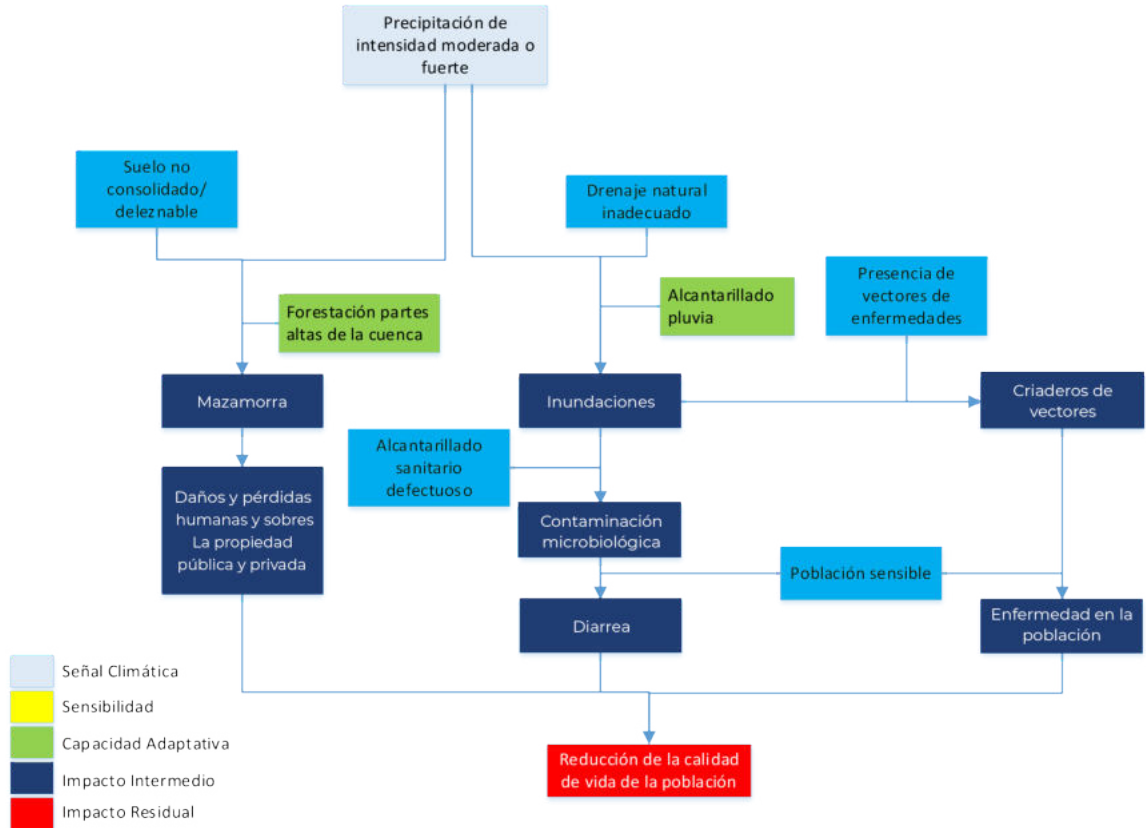 Precipitación de
intensidad moderada o
fuerte
Suelo no
consolidado/
deleznable
Drenaje natural
inadecuado
Presencia de
vectores de
enfermedades
Forestación partes
altas de la cuenca
Alcantarillado
pluvia
Mazamorra
Inundaciones
Criaderos de
vectores
Alcantarillado
sanitario
defectuoso
Daños y pérdidas
humanas y sobres
La propiedad
pública y privada
Contaminación
microbiológica
Población sensible
Diarrea
Enfermedad en la
población
Señal Climática
Sensibilidad
Capacidad Adaptativa
Impacto Intermedio
Impacto Residual
Reducción de la calidad
de vida de la población